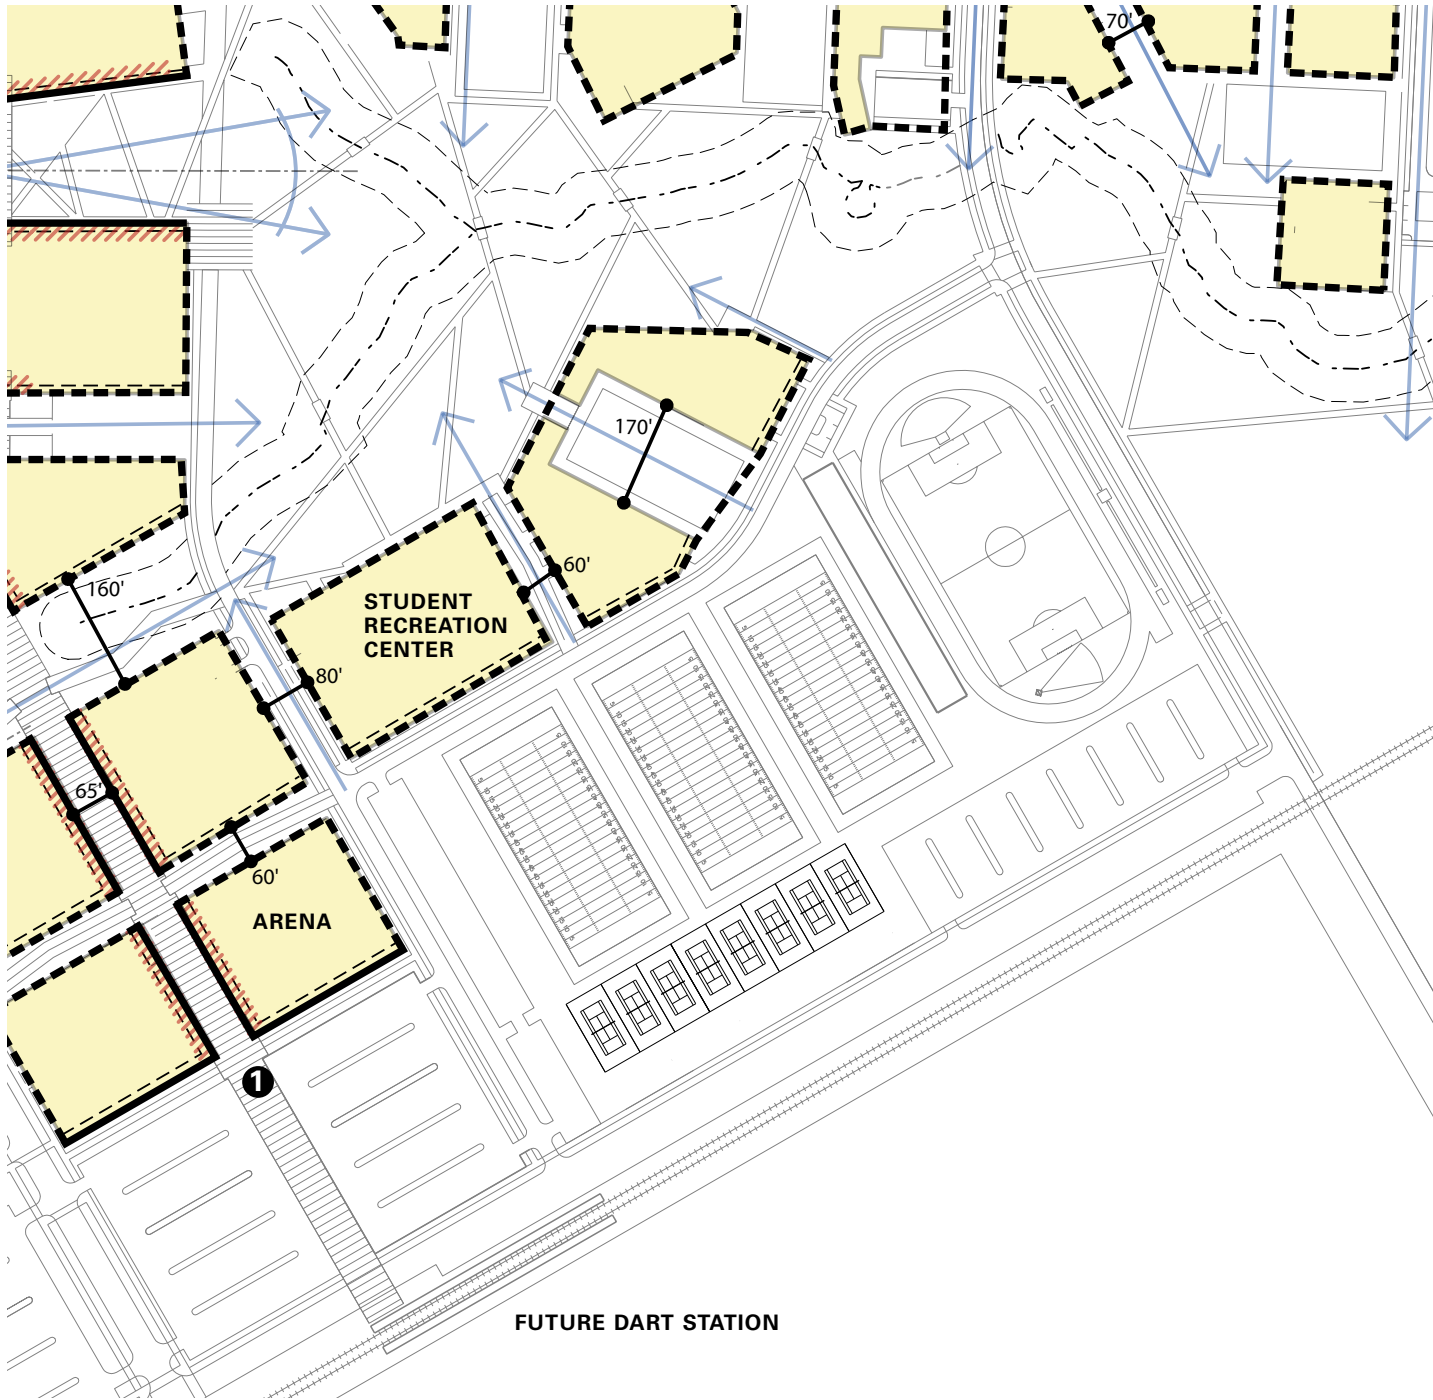 70'
170'
60'
160'
STUDENT
RECREATION
CENTER
80'
65'
60'
ARENA
1
FUTURE DART STATION